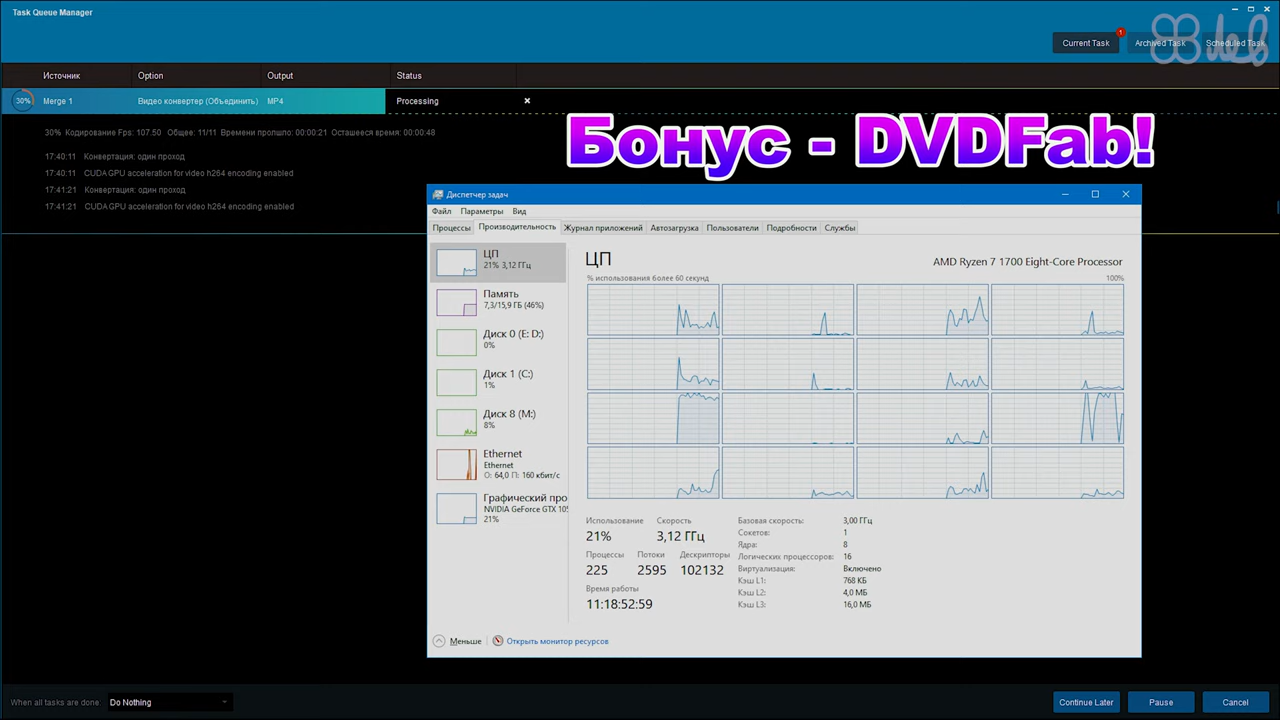 Task Queue Manager
Current Task
1
Archived Task
Scheduled Task
deb
Источник
Option
Output
Status
30%
Merge 1
Видео конвертер (Объединить)
MP4
Processing
30% Кодирование Fps: 107.50 Общее: 11/11 Времени прпшло: 00:00:21 Остащееся время: 00:00:48
17:40:11 Конвертация: один проход
17:40:11 CUDA GPU acceleration for video h264 encoding enabled
17:41:21 Конвертация: один проход
17:41:21 CUDA GPU acceleration for video h264 encoding enabled
Бонус - DVDFab!
Диспетчер задач
Файл Параметры Вид
Процессы Производительность Журнал приложений Автозагрузка Пользователи Подробности Службы
ЦП
21% 3,12 ГГц
Память
7,3/15,9 ГБ (46%)
Диск 0 (E: D:)
0%
Диск 1 (C:)
1%
Диск 8 (M:)
8%
Ethernet
Ethernet
О: 64,0 П: 160 кбит/с
Графический про
NVIDIA GeForce GTX 105
21%
ЦП
AMD Ryzen 7 1700 Eight-Core Processor
% использования более 60 секунд
100%
Использование
Скорость
21%
3,12 ГГц
Процессы
Потоки
Дескрипторы
225
2595
102132
Время работы
11:18:52:59
Базовая скорость: 3,00 ГГц
Сокетов: 1
Ядра: 8
Логических процессоров: 16
Виртуализация: Включено
Кэш L1: 768 КБ
Кэш L2: 4,0 МБ
Кэш L3: 16,0 МБ
Меньше
Открыть монитор ресурсов
When all tasks are done:
Do Nothing
Continue Later
Pause
Cancel